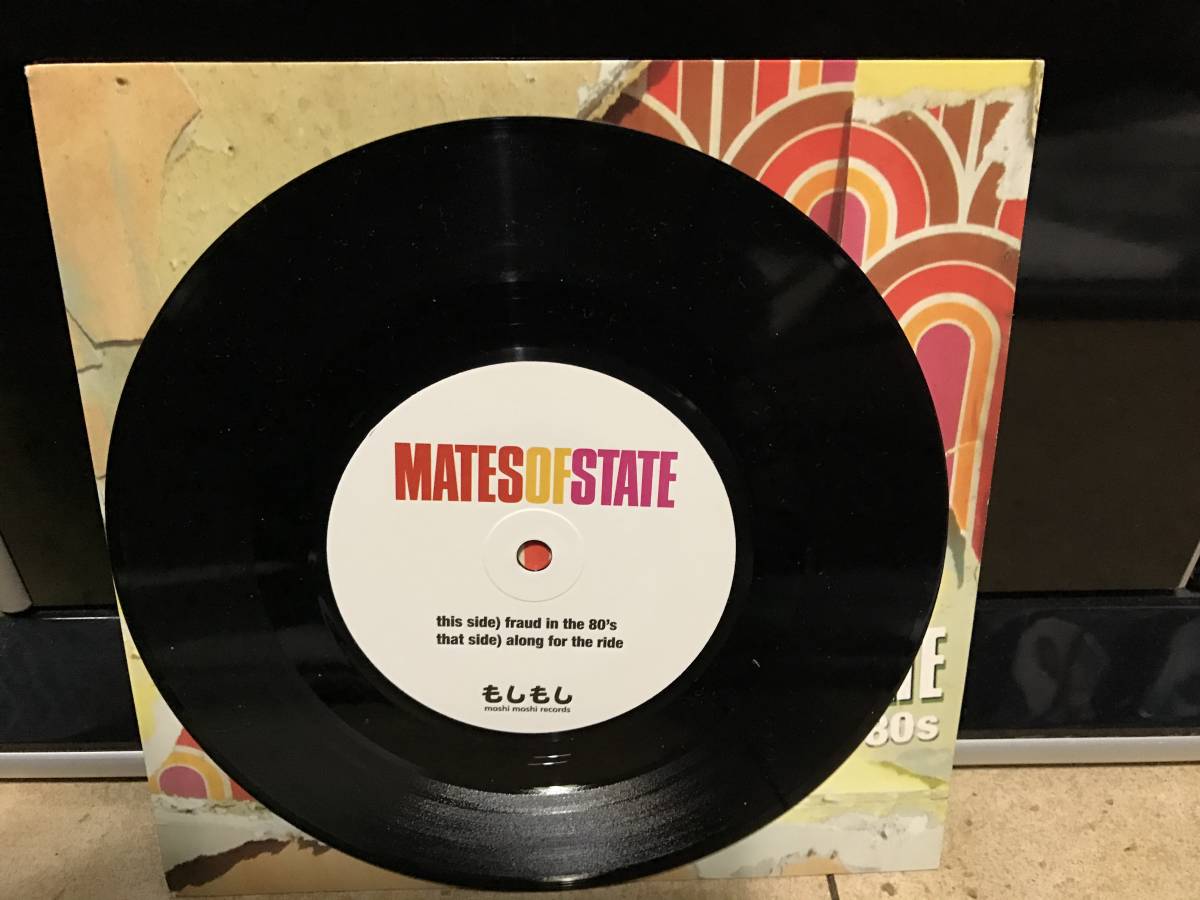 MATESOFSTATE
this side) fraud in the 80's
that side) along for the ride
もしもし
moshi moshi records
80s